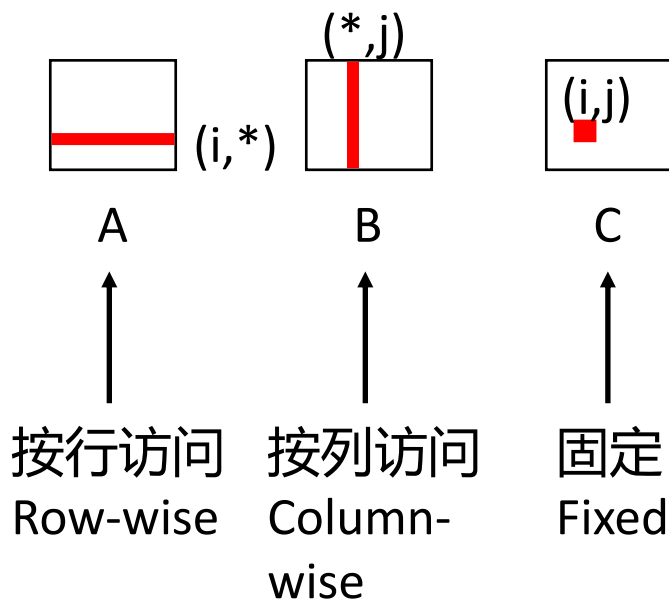 (*,j)
(i,*)
(i,j)
A
B
C
按行访问
Row-wise
按列访问
Column-
wise
固定
Fixed